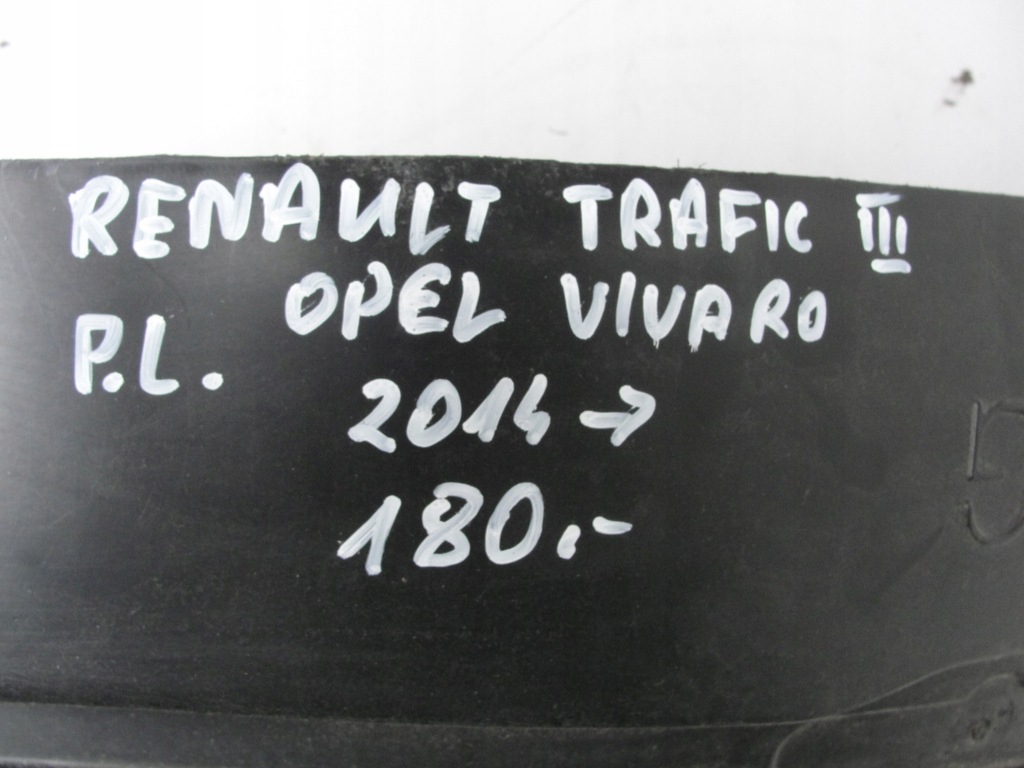 RENAULT TRAFIC III
OPEL VIVARO
P.L.
2014 →
180.-